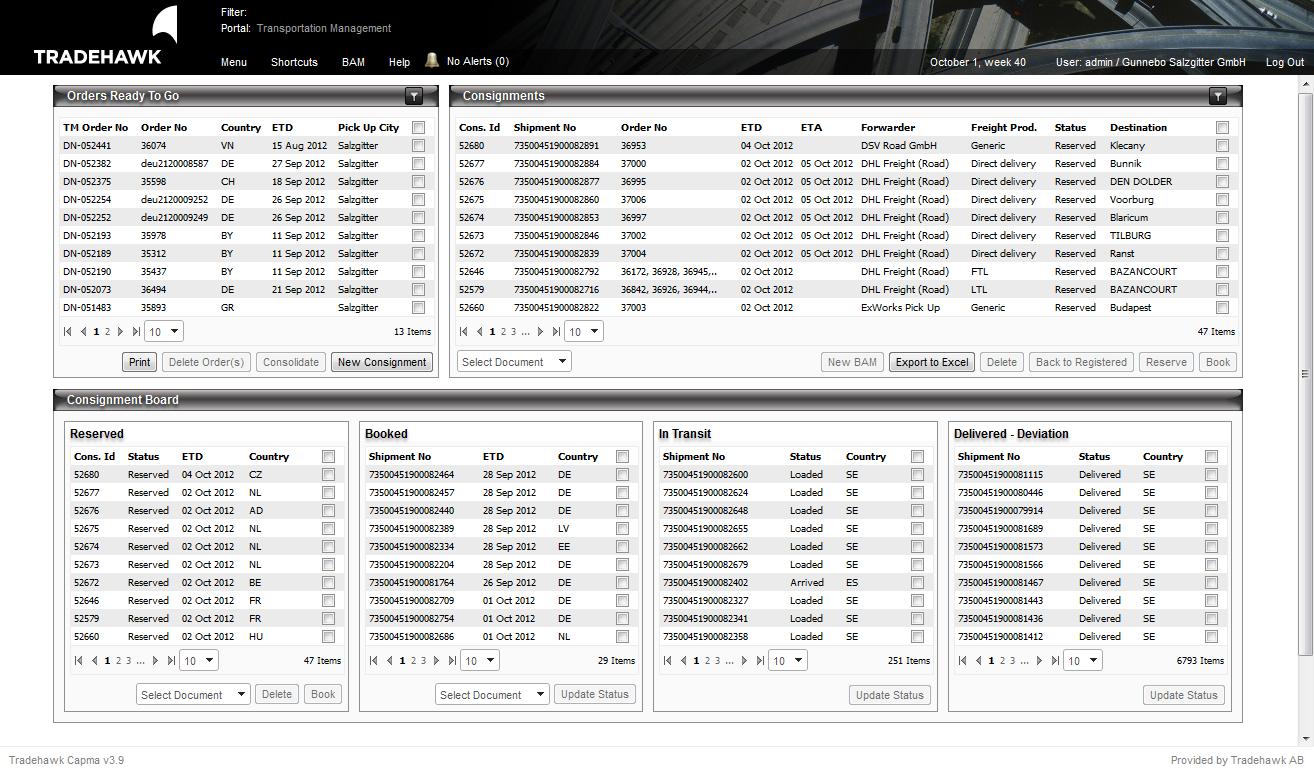 TRADEHAWK
Filter:
Portal: Transportation Management
Menu Shortcuts BAM Help No Alerts (0) October 1, week 40 User: admin / Gunnebo Salzgitter GmbH Log Out
Orders Ready To Go
TM Order No Order No Country ETD Pick Up City
DN-052441 36074 VN 15 Aug 2012 Salzgitter
DN-052382 deu2120008587 DE 27 Sep 2012 Salzgitter
DN-052375 35598 CH 18 Sep 2012 Salzgitter
DN-052254 deu2120009252 DE 26 Sep 2012 Salzgitter
DN-052252 deu2120009249 DE 26 Sep 2012 Salzgitter
DN-052193 35978 BY 11 Sep 2012 Salzgitter
DN-052189 35312 BY 11 Sep 2012 Salzgitter
DN-052190 35437 BY 11 Sep 2012 Salzgitter
DN-052073 36494 DE 21 Sep 2012 Salzgitter
DN-051483 35893 GR Salzgitter
1 2 10 13 Items
Print Delete Order(s) Consolidate New Consignment
Consignments
Cons. Id Shipment No Order No ETD ETA Forwarder Freight Prod. Status Destination
52680 73500451900082891 36953 04 Oct 2012 DSV Road GmbH Generic Reserved Klecany
52677 73500451900082884 37000 02 Oct 2012 05 Oct 2012 DHL Freight (Road) Direct delivery Reserved Bunnik
52676 73500451900082877 36995 02 Oct 2012 05 Oct 2012 DHL Freight (Road) Direct delivery Reserved DEN DOLDER
52675 73500451900082860 37006 02 Oct 2012 05 Oct 2012 DHL Freight (Road) Direct delivery Reserved Voorburg
52674 73500451900082853 36997 02 Oct 2012 05 Oct 2012 DHL Freight (Road) Direct delivery Reserved Blaricum
52673 73500451900082846 37002 02 Oct 2012 05 Oct 2012 DHL Freight (Road) Direct delivery Reserved TILBURG
52672 73500451900082839 37004 02 Oct 2012 05 Oct 2012 DHL Freight (Road) Direct delivery Reserved Ranst
52646 73500451900082792 36172, 36928, 36945,.. 02 Oct 2012 DHL Freight (Road) FTL Reserved BAZANCOURT
52579 73500451900082716 36842, 36926, 36944,.. 02 Oct 2012 DHL Freight (Road) LTL Reserved BAZANCOURT
52660 73500451900082822 37003 02 Oct 2012 ExWorks Pick Up Generic Reserved Budapest
1 2 3 ... 10 47 Items
Select Document New BAM Export to Excel Delete Back to Registered Reserve Book
Consignment Board
Reserved
Cons. Id Status ETD Country
52680 Reserved 04 Oct 2012 CZ
52677 Reserved 02 Oct 2012 NL
52676 Reserved 02 Oct 2012 AD
52675 Reserved 02 Oct 2012 NL
52674 Reserved 02 Oct 2012 NL
52673 Reserved 02 Oct 2012 NL
52672 Reserved 02 Oct 2012 BE
52646 Reserved 02 Oct 2012 FR
52579 Reserved 02 Oct 2012 FR
52660 Reserved 02 Oct 2012 HU
1 2 3 ... 10 47 Items
Select Document Delete Book
Booked
Shipment No ETD Country
73500451900082464 28 Sep 2012 DE
73500451900082457 28 Sep 2012 DE
73500451900082440 28 Sep 2012 DE
73500451900082389 28 Sep 2012 LV
73500451900082334 28 Sep 2012 EE
73500451900082204 28 Sep 2012 DE
73500451900081764 26 Sep 2012 DE
73500451900082709 01 Oct 2012 DE
73500451900082754 01 Oct 2012 DE
73500451900082686 01 Oct 2012 NL
1 2 3 10 29 Items
Select Document Update Status
In Transit
Shipment No Status Country
73500451900082600 Loaded SE
73500451900082624 Loaded SE
73500451900082648 Loaded SE
73500451900082655 Loaded SE
73500451900082662 Loaded SE
73500451900082679 Loaded SE
73500451900082402 Arrived ES
73500451900082327 Loaded SE
73500451900082341 Loaded SE
73500451900082358 Loaded SE
1 2 3 ... 10 251 Items
Update Status
Delivered - Deviation
Shipment No Status Country
73500451900081115 Delivered SE
73500451900080446 Delivered SE
73500451900079914 Delivered SE
73500451900081689 Delivered SE
73500451900081573 Delivered SE
73500451900081566 Delivered SE
73500451900081467 Delivered SE
73500451900081443 Delivered SE
73500451900081436 Delivered SE
73500451900081412 Delivered SE
1 2 3 ... 10 6793 Items
Update Status
Tradehawk Capma v3.9 Provided by Tradehawk AB